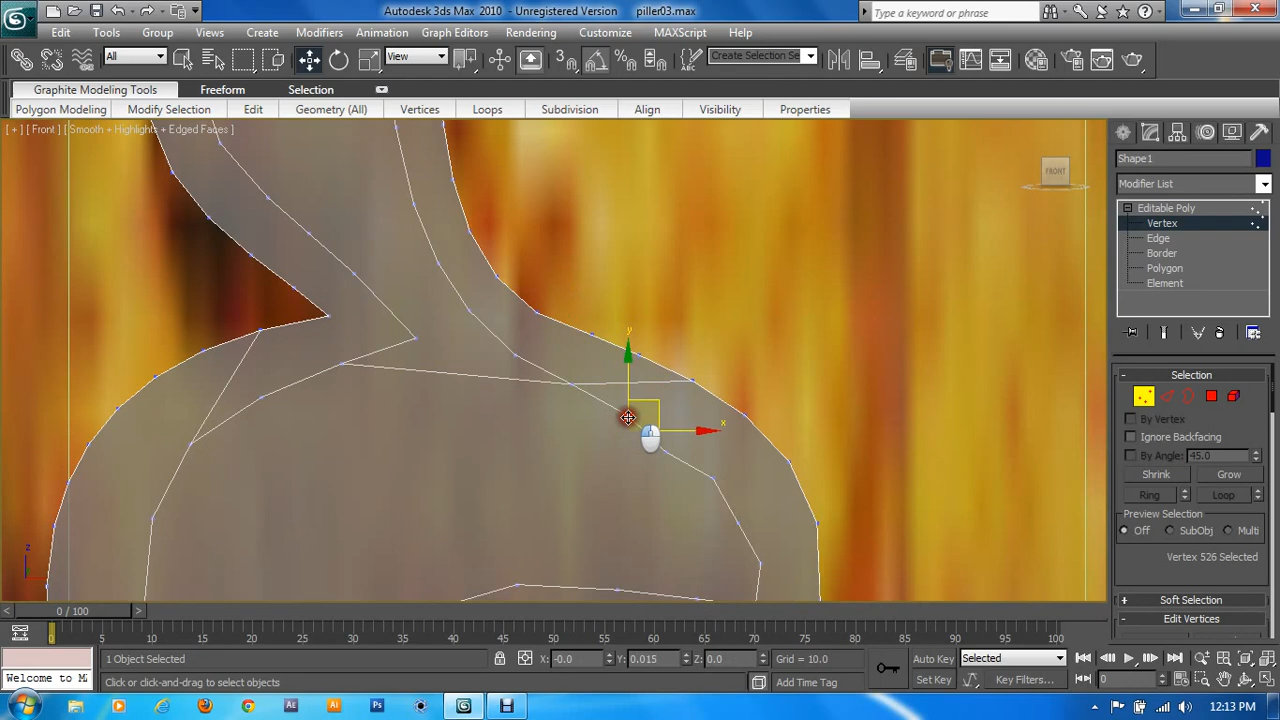 Autodesk 3ds Max 2010 - Unregistered Version piller03.max
Type a keyword or phrase
Edit Tools Group Views Create Modifiers Animation Graph Editors Rendering Customize MAXScript Help
All View 3 Create Selection Se
Graphite Modeling Tools Freeform Selection
Polygon Modeling Modify Selection Edit Geometry (All) Vertices Loops Subdivision Align Visibility Properties
[ + ] [ Front ] [ Smooth + Highlights + Edged Faces ]
FRONT
y
x
z
Shape1
Modifier List
Editable Poly
Vertex
Edge
Border
Polygon
Element
Selection
By Vertex
Ignore Backfacing
By Angle: 45.0
Shrink Grow
Ring Loop
Preview Selection
Off SubObj Multi
Vertex 526 Selected
Soft Selection
Edit Vertices
0 / 100
0 5 10 15 20 25 30 35 40 45 50 55 60 65 70 75 80 85 90 95 100
1 Object Selected X: -0.0 Y: 0.015 Z: 0.0 Grid = 10.0 Auto Key Selected
Welcome to M Click or click-and-drag to select objects Add Time Tag Set Key Key Filters... 0
Ae Ai Ps 12:13 PM